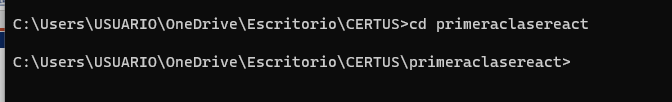 C:\Users\USUARIO\OneDrive\Escritorio\CERTUS>cd primeraclasereact
C:\Users\USUARIO\OneDrive\Escritorio\CERTUS\primeraclasereact>